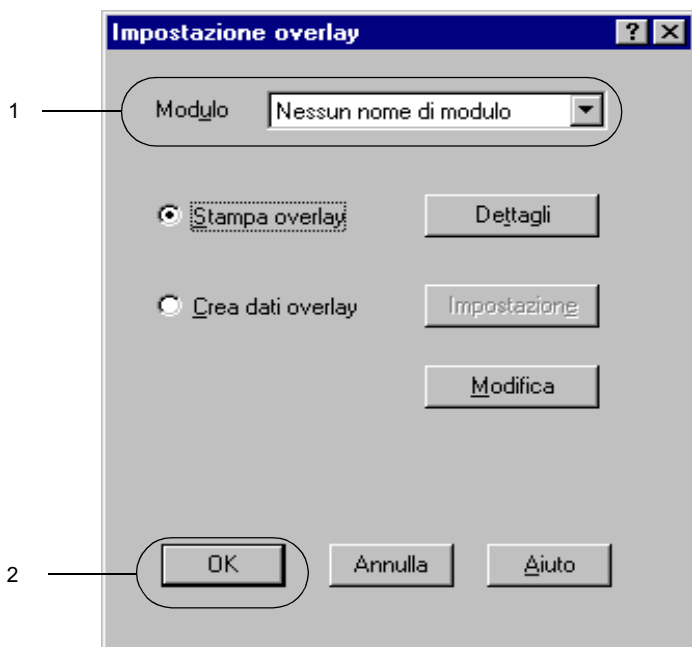 Impostazione overlay
1 Modulo Nessun nome di modulo
Stampa overlay Dettagli
Crea dati overlay Impostazione
Modifica
2 OK Annulla Aiuto